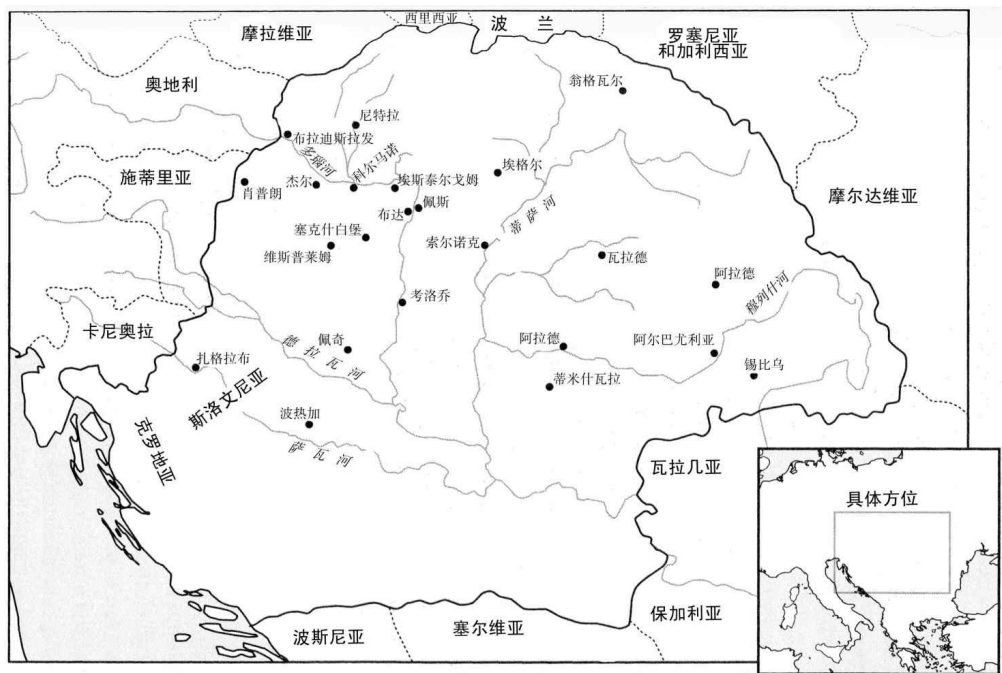 西里西亚
波 兰
摩拉维亚
罗塞尼亚
和加利西亚
奥地利
翁格瓦尔
尼特拉
布拉迪斯拉发
多瑙河
科尔马诺
埃格尔
施蒂里亚
肖普朗
杰尔
埃斯泰尔戈姆
摩尔达维亚
佩斯
布达
蒂萨河
塞克什白堡
维斯普莱姆
索尔诺克
瓦拉德
阿拉德
穆列什河
考洛乔
卡尼奥拉
德拉瓦河
佩奇
阿拉德
阿尔巴尤利亚
扎格拉布
锡比乌
斯洛文尼亚
蒂米什瓦拉
波热加
克罗地亚
萨瓦河
瓦拉几亚
具体方位
保加利亚
波斯尼亚
塞尔维亚